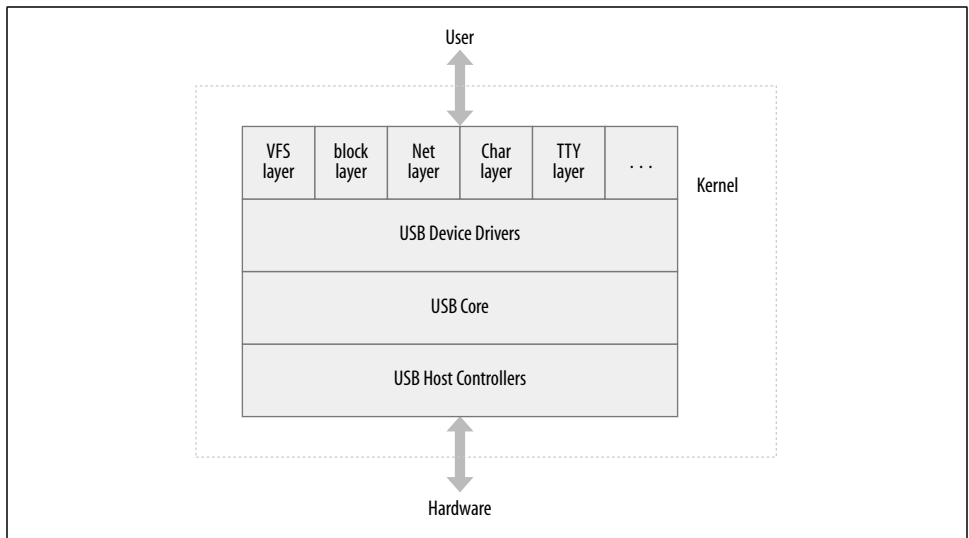 User
VFS
layer
block
layer
Net
layer
Char
layer
TTY
layer
. . .
Kernel
USB Device Drivers
USB Core
USB Host Controllers
Hardware